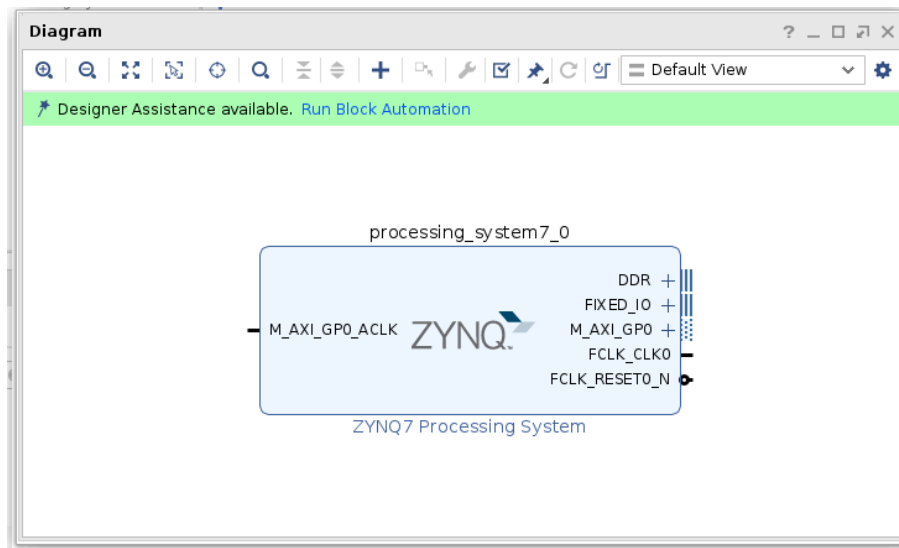 Diagram
Default View
Designer Assistance available. Run Block Automation
processing_system7_0
DDR
FIXED_IO
M_AXI_GP0_ACLK ZYNQ M_AXI_GP0
FCLK_CLK0
FCLK_RESET0_N
ZYNQ7 Processing System